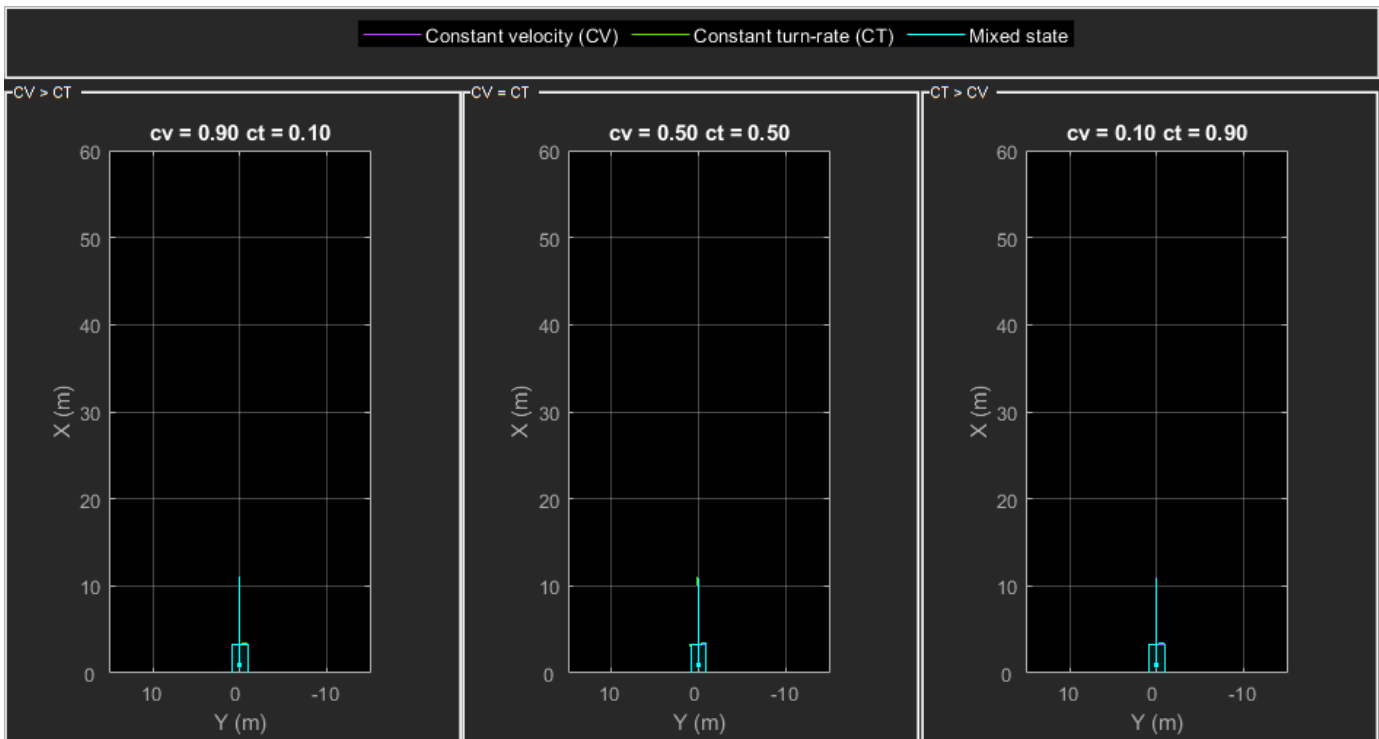 Constant velocity (CV) Constant turn-rate (CT) Mixed state
CV > CT
cv = 0.90 ct = 0.10
60
50
40
30
20
10
0
X (m)
10 0 -10
Y (m)
CV = CT
cv = 0.50 ct = 0.50
60
50
40
30
20
10
0
X (m)
10 0 -10
Y (m)
CT > CV
cv = 0.10 ct = 0.90
60
50
40
30
20
10
0
X (m)
10 0 -10
Y (m)